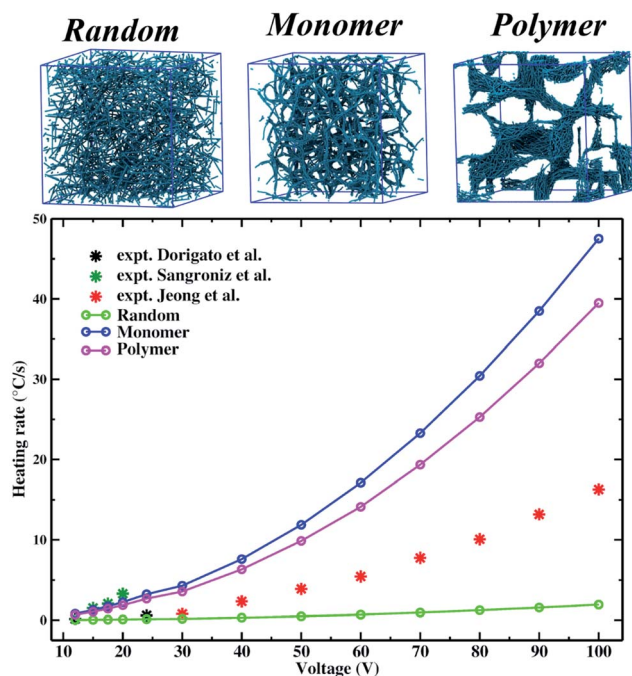 Random Monomer Polymer
50
expt. Dorigato et al.
expt. Sangroniz et al.
expt. Jeong et al.
Random
Monomer
Polymer
40
30
20
10
0
Heating rate (°C/s)
10 20 30 40 50 60 70 80 90 100
Voltage (V)